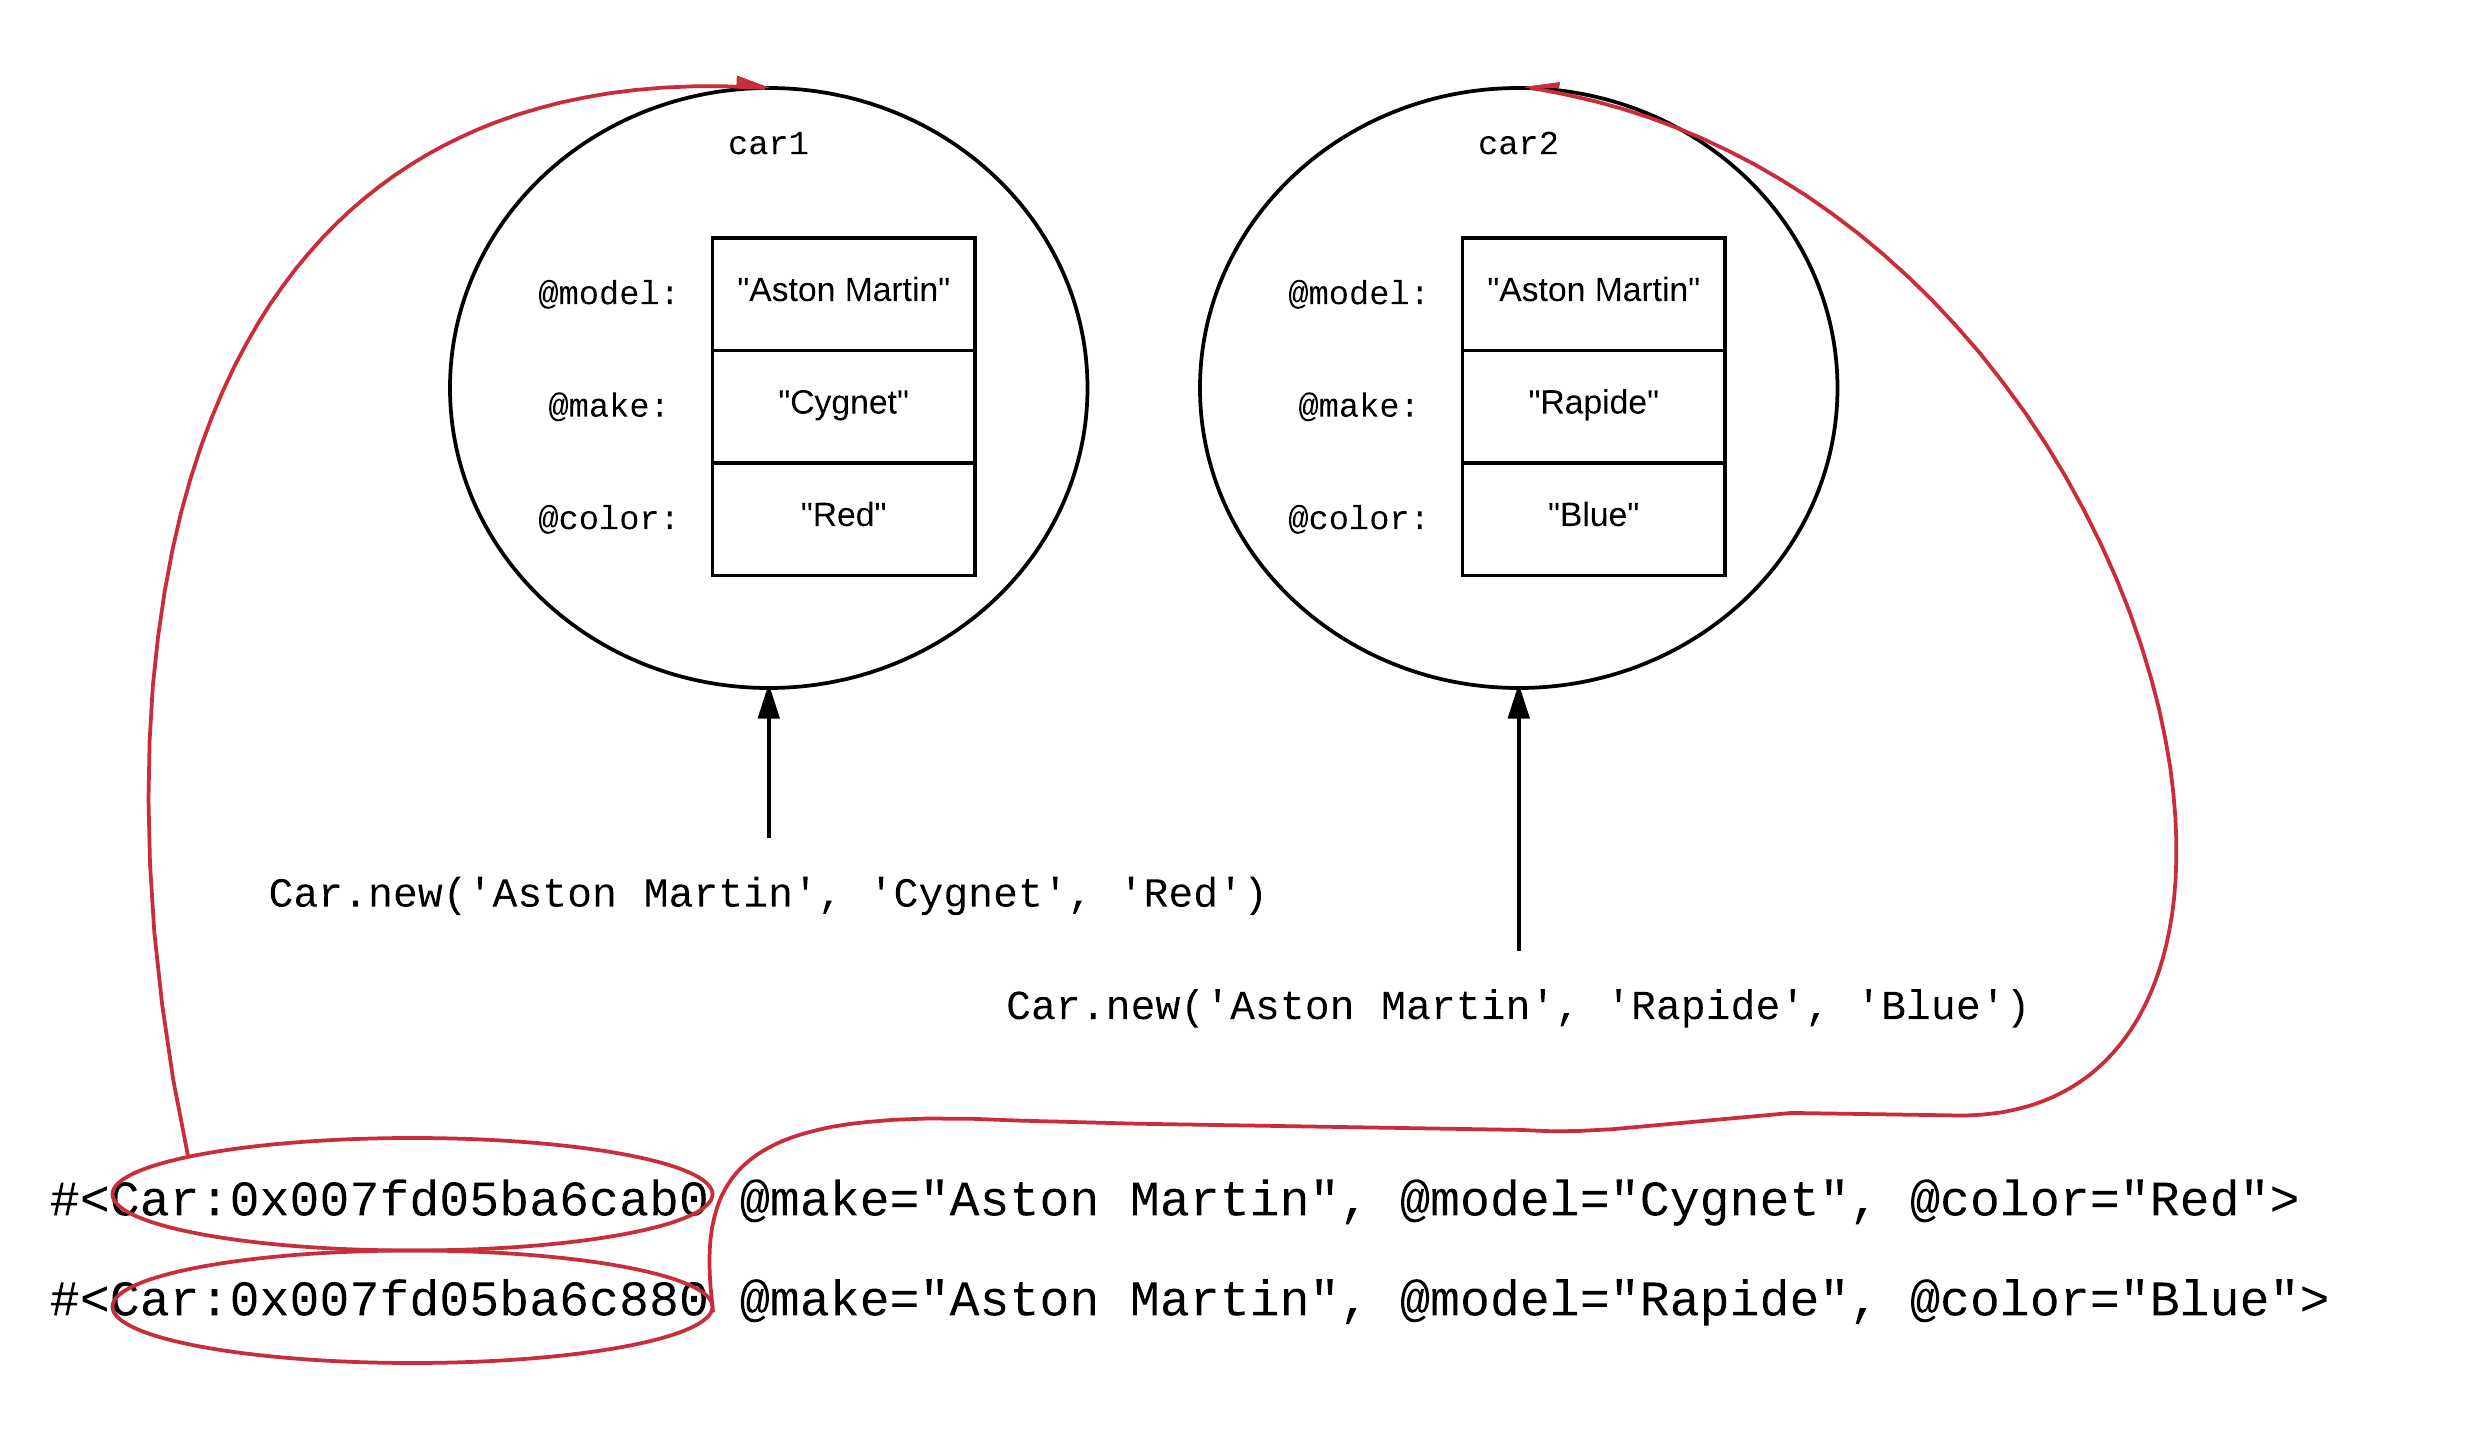 car1
@model: "Aston Martin"
@make: "Cygnet"
@color: "Red"
car2
@model: "Aston Martin"
@make: "Rapide"
@color: "Blue"
Car.new('Aston Martin', 'Cygnet', 'Red')
Car.new('Aston Martin', 'Rapide', 'Blue')
#<Car:0x007fd05ba6cab0 @make="Aston Martin", @model="Cygnet", @color="Red">
#<Car:0x007fd05ba6c880 @make="Aston Martin", @model="Rapide", @color="Blue">